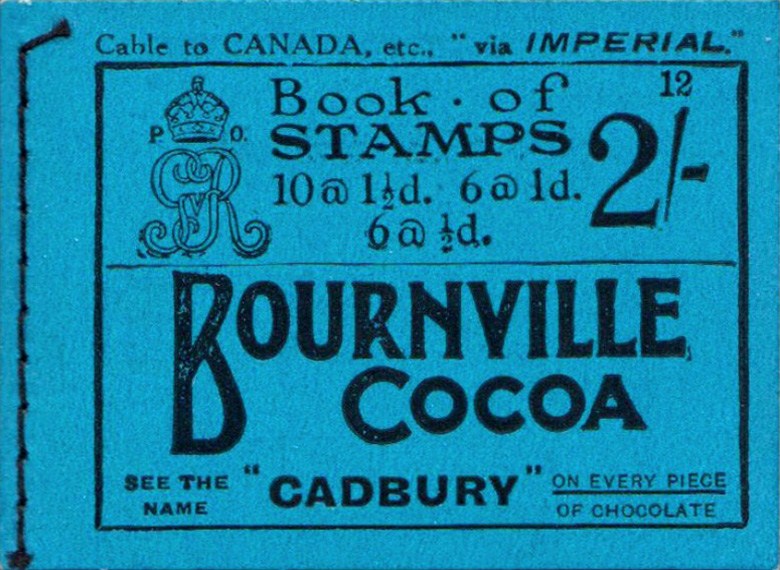 Cable to CANADA, etc., "via IMPERIAL."
12
P O.
GR
Book · of
STAMPS 2/-
10 @ 1½d. 6 @ 1d.
6 @ ½d.
BOURNVILLE
COCOA
SEE THE NAME "CADBURY" ON EVERY PIECE OF CHOCOLATE